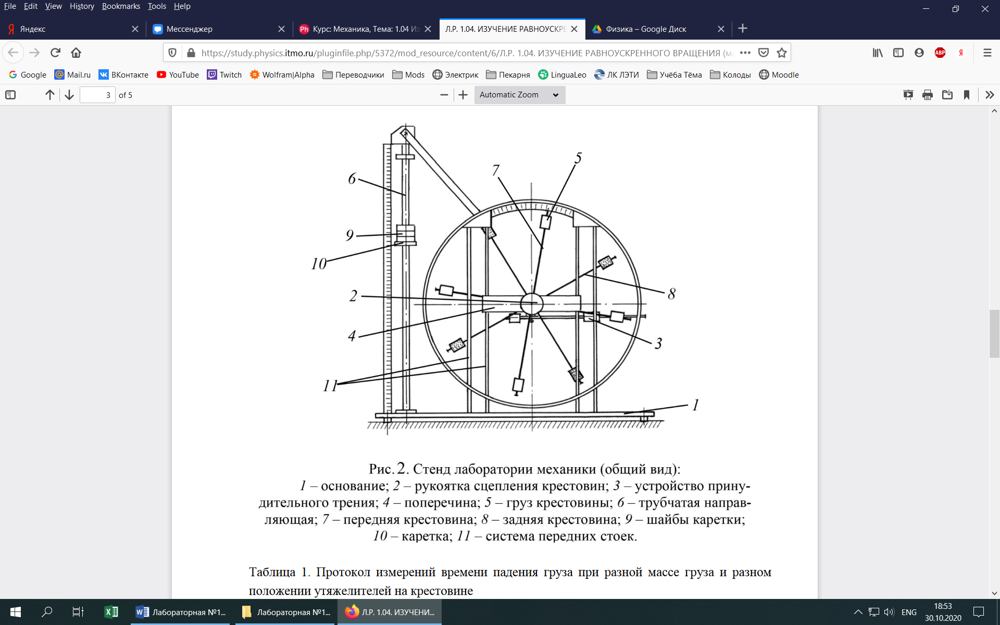 File Edit View History Bookmarks Tools Help
Яндекс
Мессенджер
Курс: Механика, Тема: 1.04 Из
Л.Р. 1.04. ИЗУЧЕНИЕ РАВНОУСКРЕ
Физика – Google Диск
https://study.physics.itmo.ru/pluginfile.php/5372/mod_resource/content/6/Л.Р. 1.04. ИЗУЧЕНИЕ РАВНОУСКРЕННОГО ВРАЩЕНИЯ (ма
ABP
Я
Google Mail.ru ВКонтакте YouTube Twitch Wolfram|Alpha Переводчики Mods Электрик Пекарня LinguaLeo ЛК ЛЭТИ Учёба Тёма Колоды Moodle
3 of 5
Automatic Zoom
5
7
6
9
10
8
2
4
3
11
1
Рис. 2. Стенд лаборатории механики (общий вид):
1 – основание; 2 – рукоятка сцепления крестовин; 3 – устройство прину-
дительного трения; 4 – поперечина; 5 – груз крестовины; 6 – трубчатая направ-
ляющая; 7 – передняя крестовина; 8 – задняя крестовина; 9 – шайбы каретки;
10 – каретка; 11 – система передних стоек.
Таблица 1. Протокол измерений времени падения груза при разной массе груза и разном
положении утяжелителей на крестовине
Лабораторная №1...
Лабораторная №1...
Л.Р. 1.04. ИЗУЧЕНИ...
ENG
18:53
30.10.2020